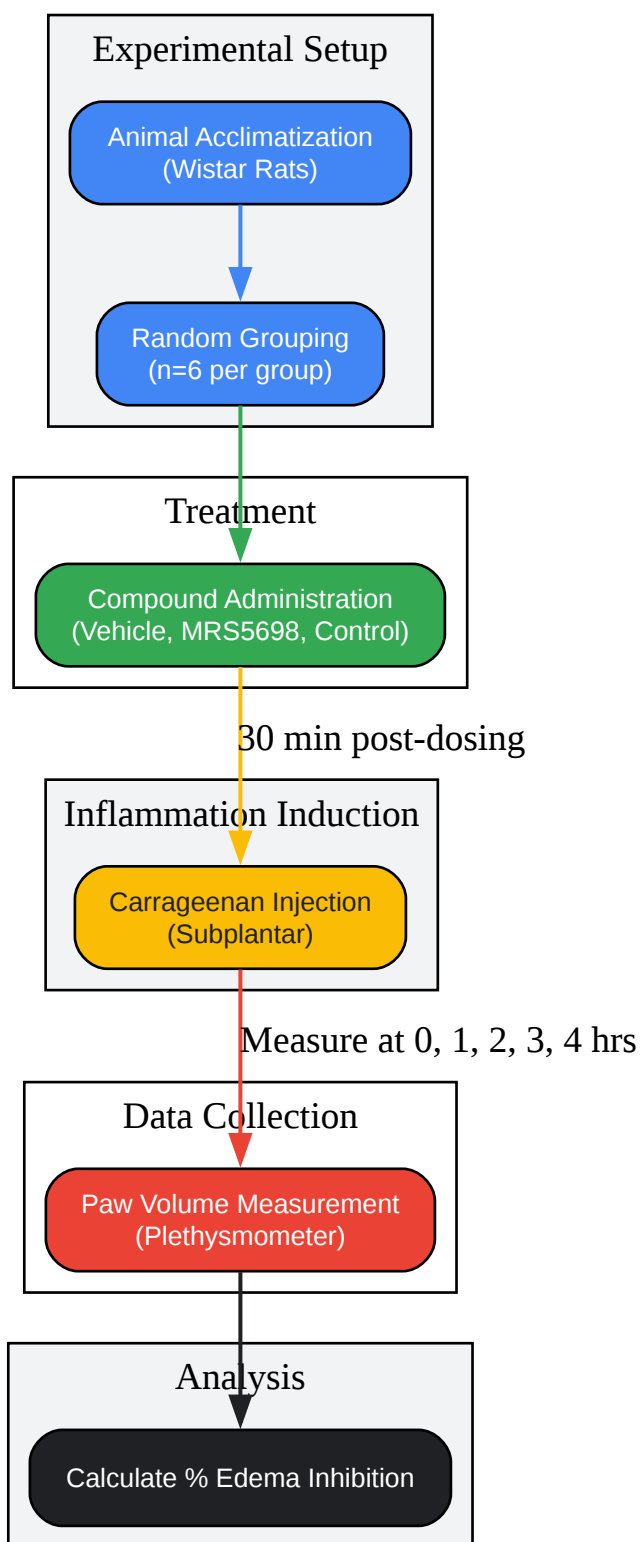 Experimental Setup
Animal Acclimatization
(Wistar Rats)
Random Grouping
(n=6 per group)
Treatment
Compound Administration
(Vehicle, MRS5698, Control)
30 min post-dosing
Inflammation Induction
Carrageenan Injection
(Subplantar)
Measure at 0, 1, 2, 3, 4 hrs
Data Collection
Paw Volume Measurement
(Plethysmometer)
Analysis
Calculate % Edema Inhibition